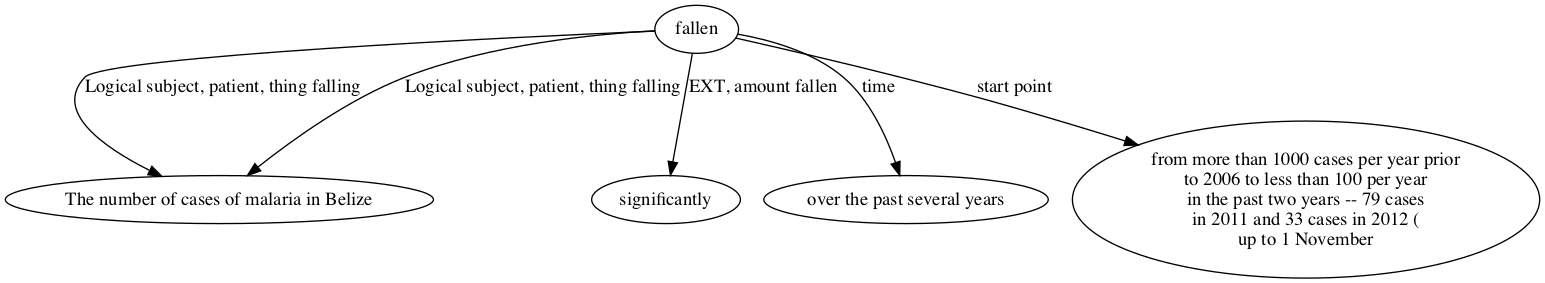 fallen
Logical subject, patient, thing falling
Logical subject, patient, thing falling
EXT, amount fallen
time
start point
The number of cases of malaria in Belize
significantly
over the past several years
from more than 1000 cases per year prior
to 2006 to less than 100 per year
in the past two years -- 79 cases
in 2011 and 33 cases in 2012 (
up to 1 November